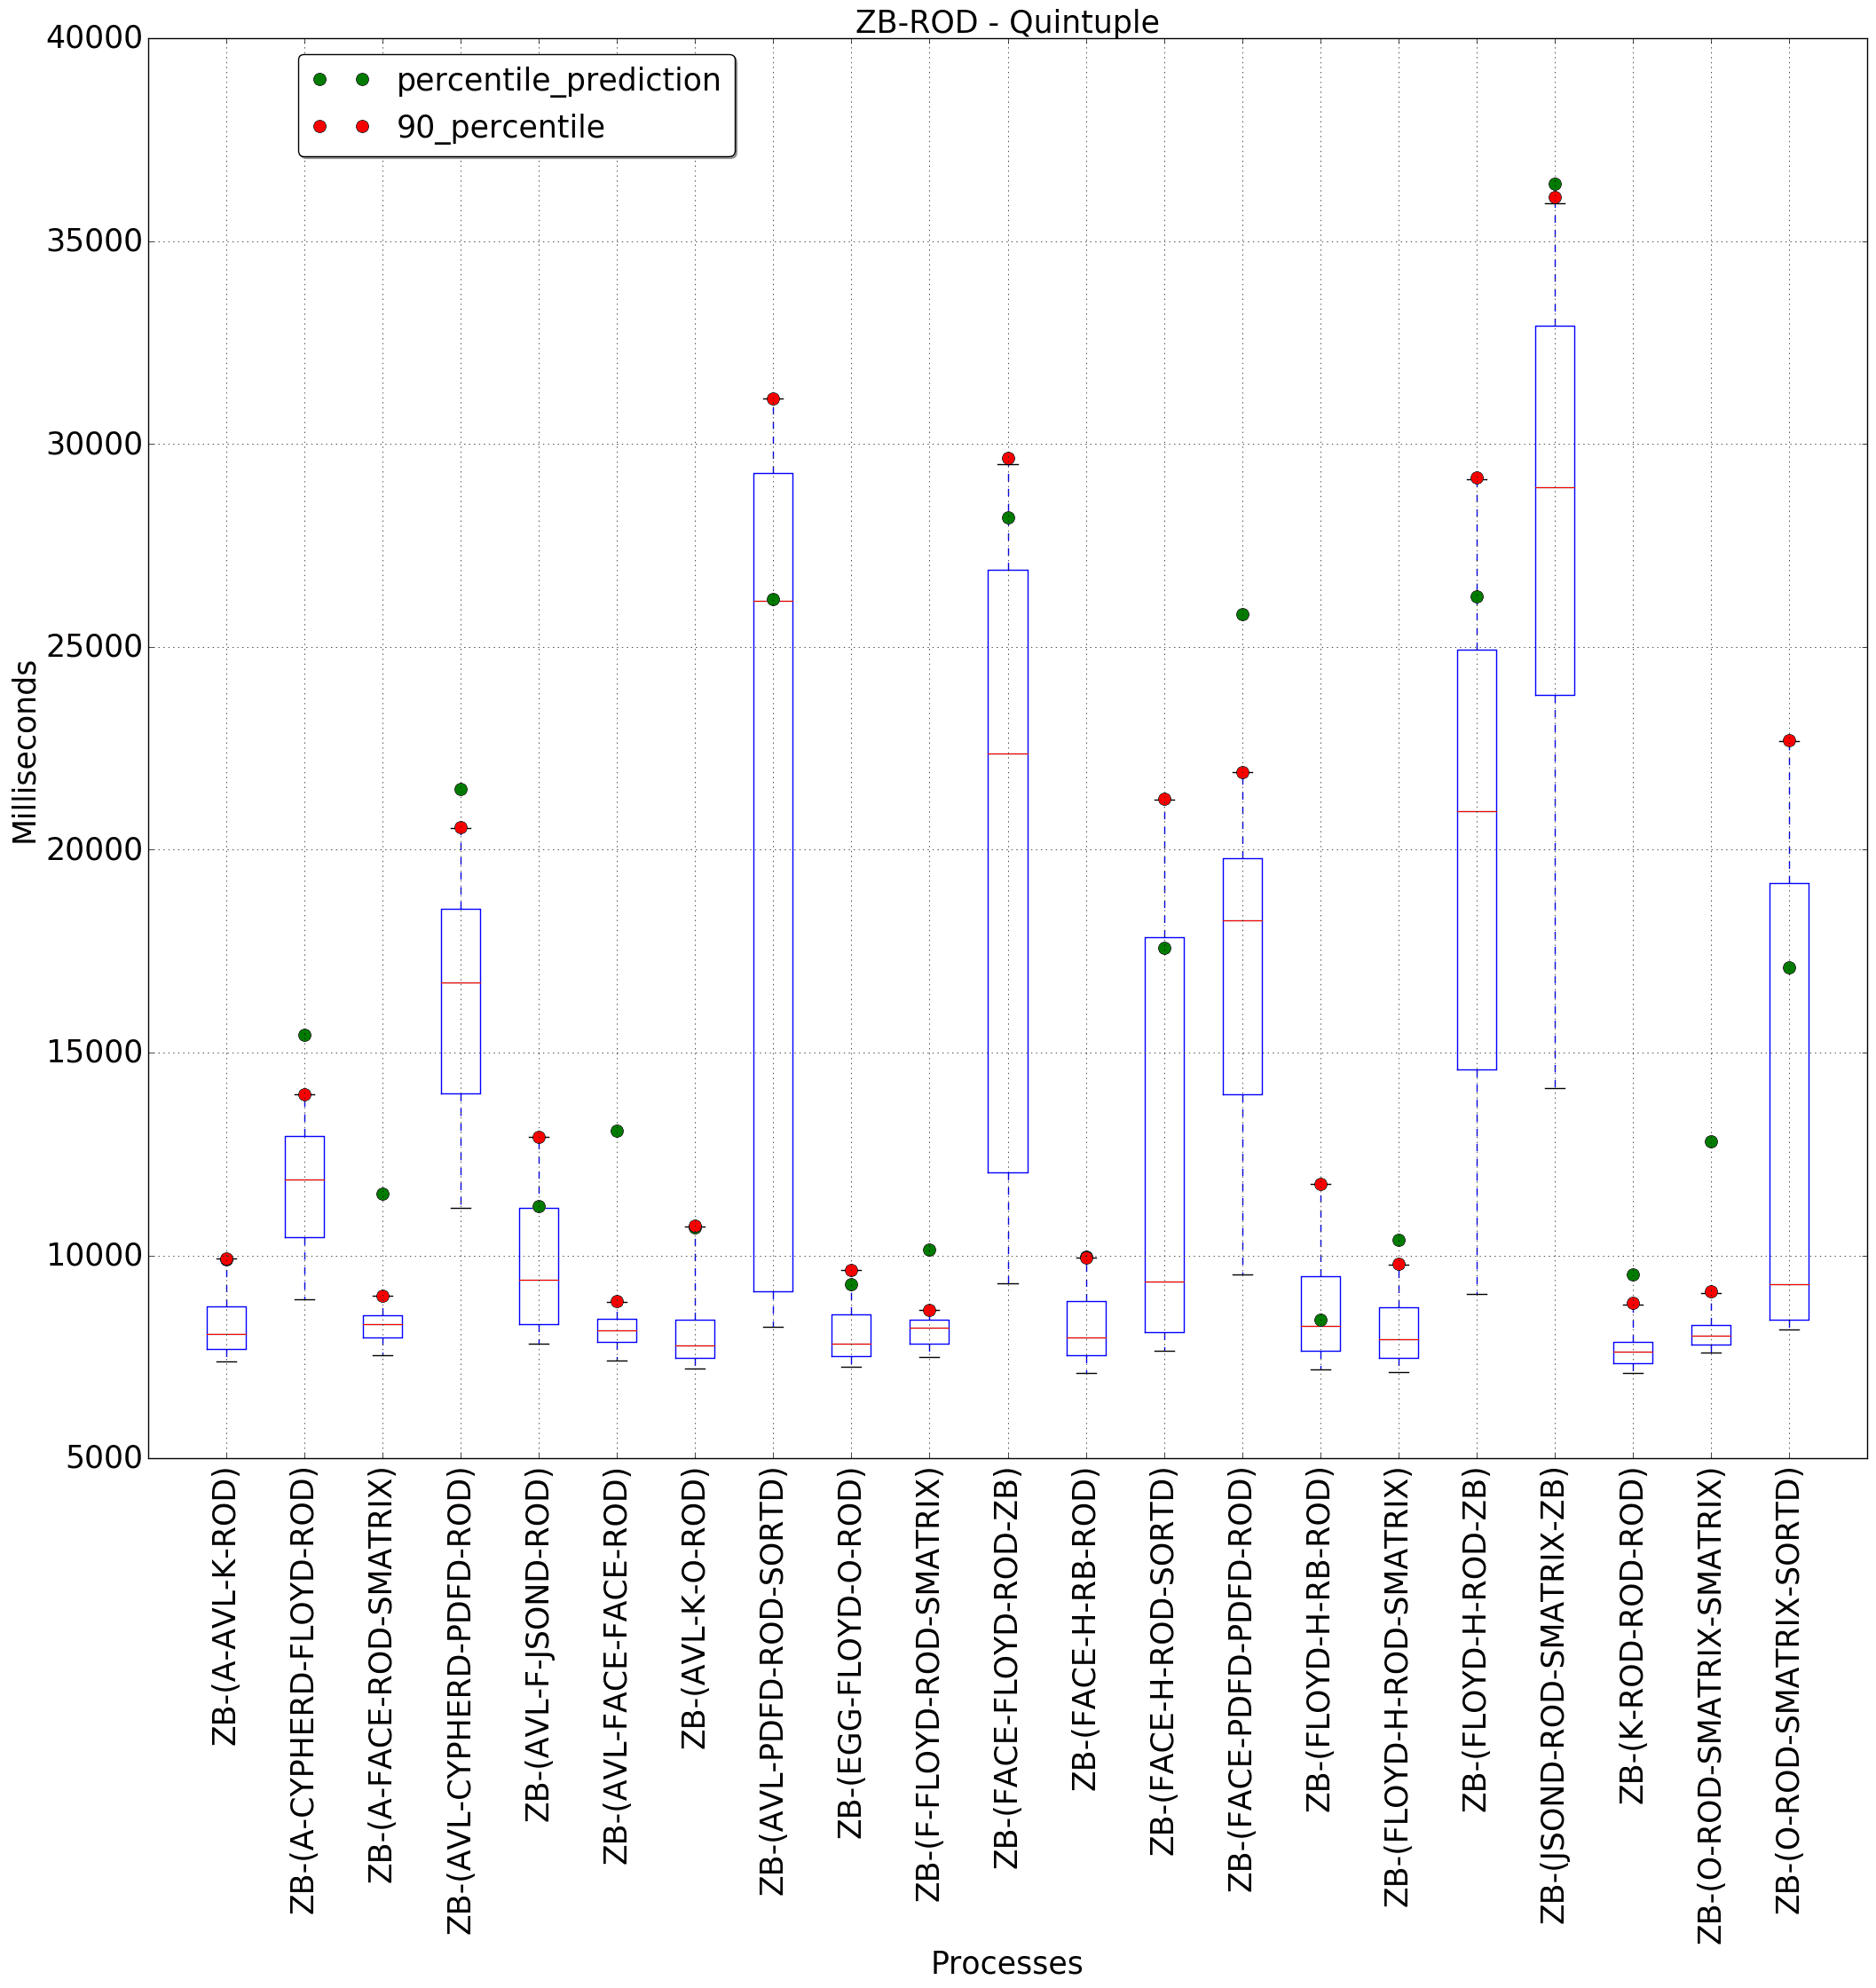 ZB-ROD - Quintuple
percentile_prediction
90_percentile
40000
35000
30000
25000
20000
15000
10000
5000
Milliseconds
ZB-(A-AVL-K-ROD)
ZB-(A-CYPHERD-FLOYD-ROD)
ZB-(A-FACE-ROD-SMATRIX)
ZB-(AVL-CYPHERD-PDFD-ROD)
ZB-(AVL-F-JSOND-ROD)
ZB-(AVL-FACE-FACE-ROD)
ZB-(AVL-K-O-ROD)
ZB-(AVL-PDFD-ROD-SORTD)
ZB-(EGG-FLOYD-O-ROD)
ZB-(F-FLOYD-ROD-SMATRIX)
ZB-(FACE-FLOYD-ROD-ZB)
ZB-(FACE-H-RB-ROD)
ZB-(FACE-H-ROD-SORTD)
ZB-(FACE-PDFD-PDFD-ROD)
ZB-(FLOYD-H-RB-ROD)
ZB-(FLOYD-H-ROD-SMATRIX)
ZB-(FLOYD-H-ROD-ZB)
ZB-(JSOND-ROD-SMATRIX-ZB)
ZB-(K-ROD-ROD-ROD)
ZB-(O-ROD-SMATRIX-SMATRIX)
ZB-(O-ROD-SMATRIX-SORTD)
Processes